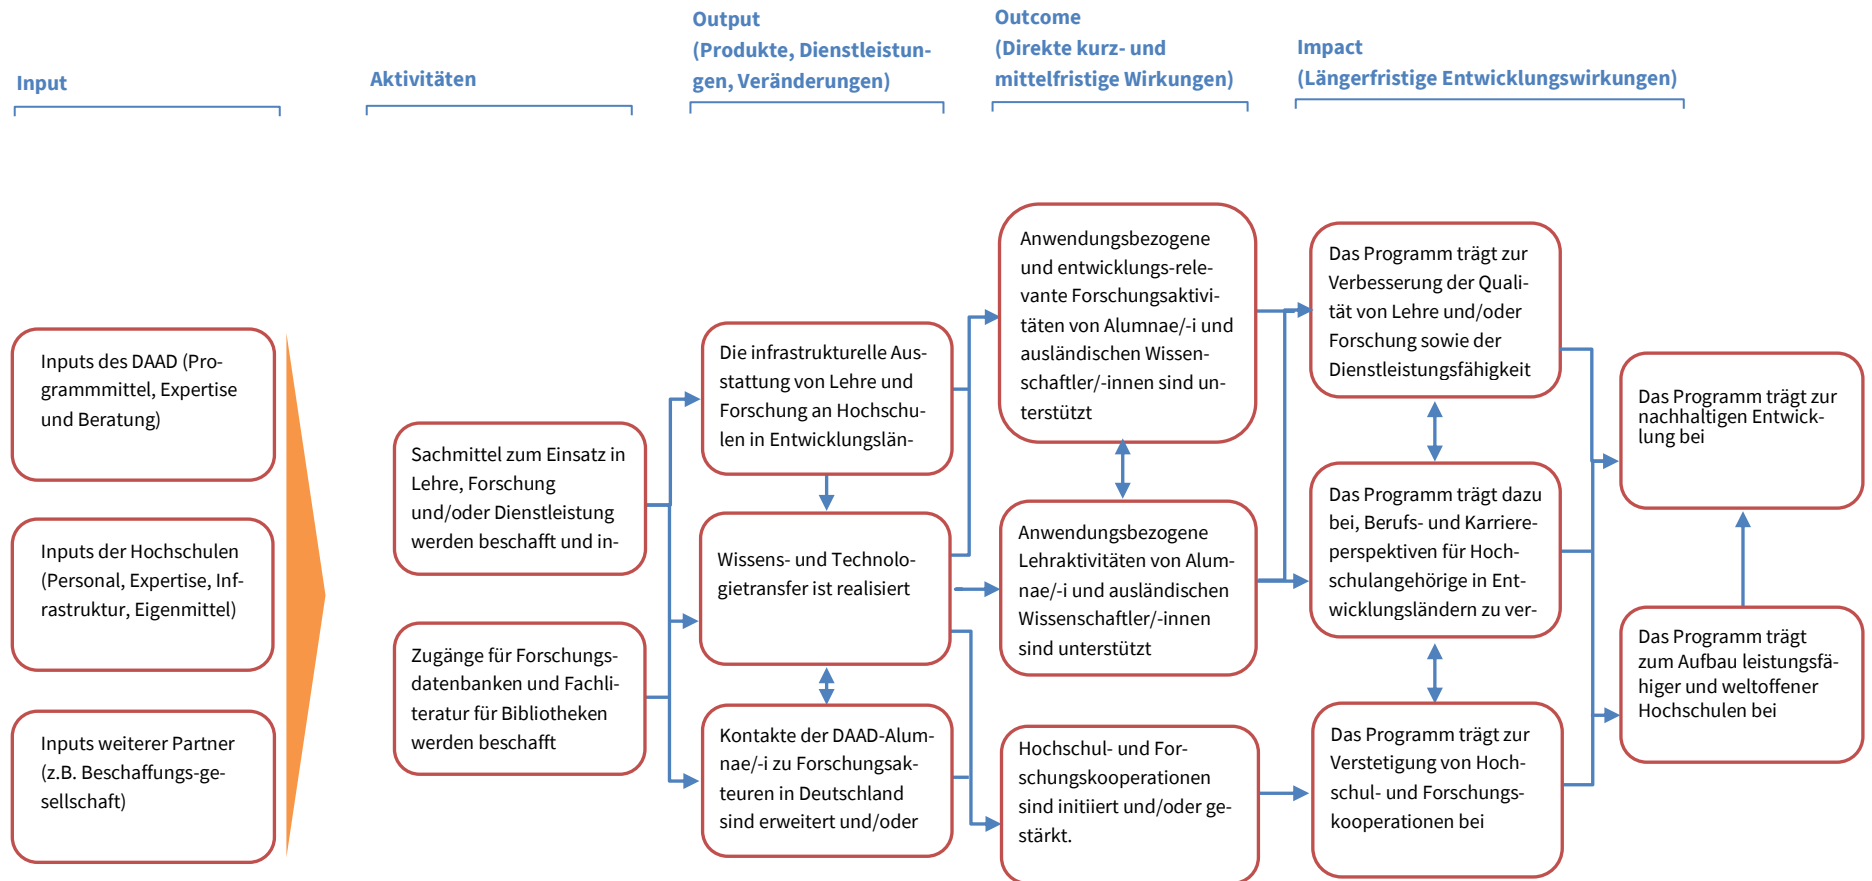 Input
Aktivitäten
Output
(Produkte, Dienstleistun-
gen, Veränderungen)
Outcome
(Direkte kurz- und
mittelfristige Wirkungen)
Impact
(Längerfristige Entwicklungswirkungen)
Inputs des DAAD (Pro-
grammmittel, Expertise
und Beratung)
Inputs der Hochschulen
(Personal, Expertise, Inf-
rastruktur, Eigenmittel)
Inputs weiterer Partner
(z.B. Beschaffungs-ge-
sellschaft)
Sachmittel zum Einsatz in
Lehre, Forschung
und/oder Dienstleistung
werden beschafft und in-
Zugänge für Forschungs-
datenbanken und Fachli-
teratur für Bibliotheken
werden beschafft
Die infrastrukturelle Aus-
stattung von Lehre und
Forschung an Hochschu-
len in Entwicklungslän-
Wissens- und Technolo-
gietransfer ist realisiert
Kontakte der DAAD-Alum-
nae/-i zu Forschungsak-
teuren in Deutschland
sind erweitert und/oder
Anwendungsbezogene
und entwicklungs-rele-
vante Forschungsaktivi-
täten von Alumnae/-i und
ausländischen Wissen-
schaftler/-innen sind un-
terstützt
Anwendungsbezogene
Lehraktivitäten von Alum-
nae/-i und ausländischen
Wissenschaftler/-innen
sind unterstützt
Hochschul- und For-
schungskooperationen
sind initiiert und/oder ge-
stärkt.
Das Programm trägt zur
Verbesserung der Quali-
tät von Lehre und/oder
Forschung sowie der
Dienstleistungsfähigkeit
Das Programm trägt dazu
bei, Berufs- und Karriere-
perspektiven für Hoch-
schulangehörige in Ent-
wicklungsländern zu ver-
Das Programm trägt zur
Verstetigung von Hoch-
schul- und Forschungs-
kooperationen bei
Das Programm trägt zur
nachhaltigen Entwick-
lung bei
Das Programm trägt
zum Aufbau leistungsfä-
higer und weltoffener
Hochschulen bei